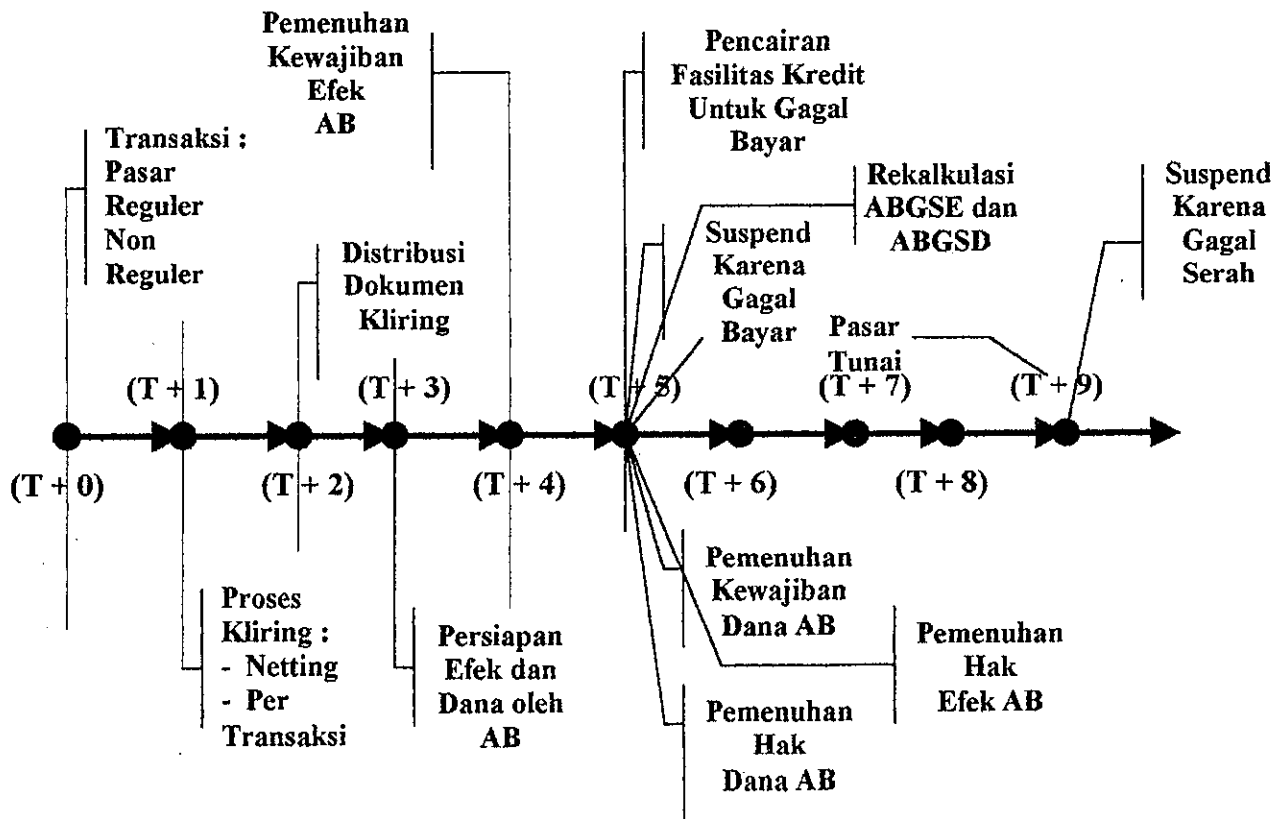 Pemenuhan
Kewajiban
Efek
AB
Pencairan
Fasilitas Kredit
Untuk Gagal
Bayar
Transaksi :
Pasar
Reguler
Non
Reguler
Distribusi
Dokumen
Kliring
Suspend
Karena
Gagal
Bayar
Rekalkulasi
ABGSE dan
ABGSD
Suspend
Karena
Gagal
Serah
Pasar
Tunai
(T + 1)
(T + 3)
(T + 5)
(T + 7)
(T + 9)
(T + 0)
(T + 2)
(T + 4)
(T + 6)
(T + 8)
Proses
Kliring :
- Netting
- Per
Transaksi
Persiapan
Efek dan
Dana oleh
AB
Pemenuhan
Kewajiban
Dana AB
Pemenuhan
Hak
Dana AB
Pemenuhan
Hak
Efek AB